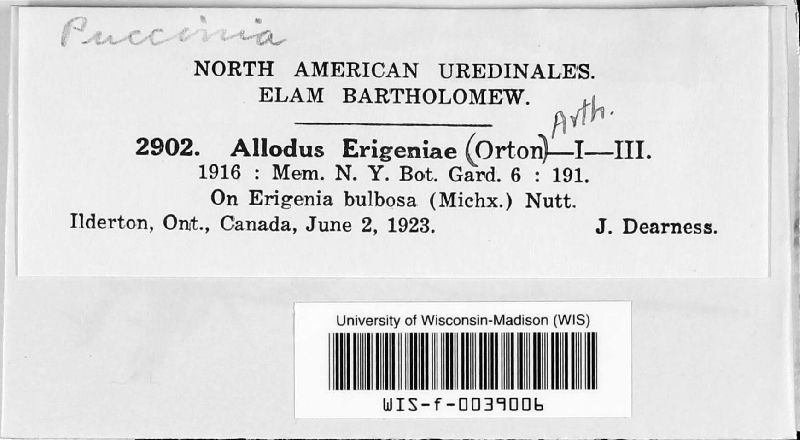 Puccinia
NORTH AMERICAN UREDINALES.
ELAM BARTHOLOMEW.
2902. Allodus Erigeniae (Orton) Arth.—I—III.
1916 : Mem. N. Y. Bot. Gard. 6 : 191.
On Erigenia bulbosa (Michx.) Nutt.
Ilderton, Ont., Canada, June 2, 1923. J. Dearness.
University of Wisconsin-Madison (WIS)
WIS-f-0039006